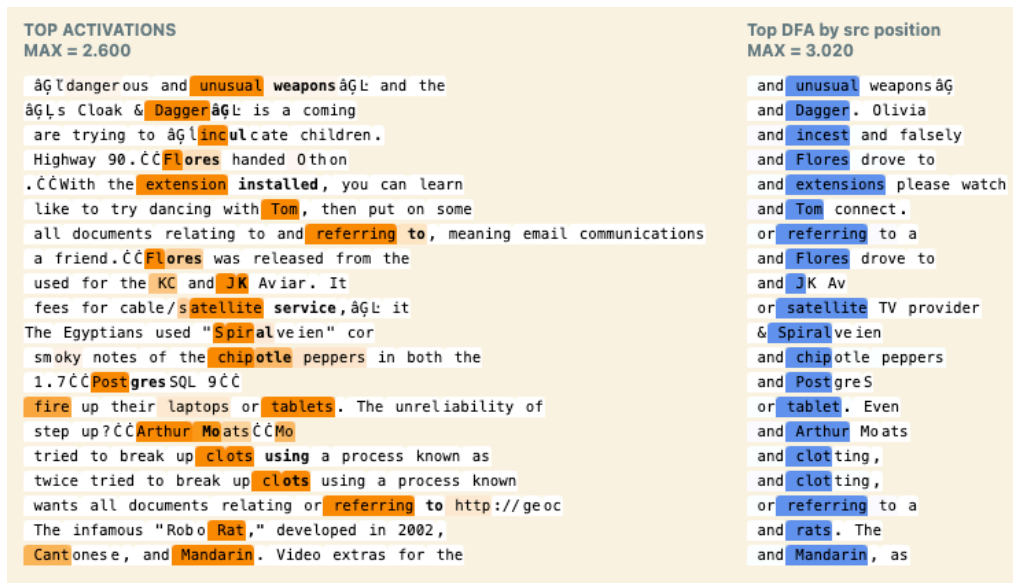 TOP ACTIVATIONS
MAX = 2.600
âĢľdangerous and unusual weaponsâĢĿ and the
âĢĻs Cloak & DaggerâĢĿ is a coming
are trying to âĢĺinculcate children.
Highway 90.ĊĊFlores handed Othon
.ĊĊWith the extension installed, you can learn
like to try dancing with Tom, then put on some
all documents relating to and referring to, meaning email communications
a friend.ĊĊFlores was released from the
used for the KC and JK Aviar. It
fees for cable/satellite service,âĢĿ it
The Egyptians used "Spiralveien" cor
smoky notes of the chipotle peppers in both the
1.7ĊĊPostgresSQL 9ĊĊ
fire up their laptops or tablets. The unreliability of
step up?ĊĊArthur MoatsĊĊMo
tried to break up clots using a process known as
twice tried to break up clots using a process known
wants all documents relating or referring to http://geoc
The infamous "Robo Rat," developed in 2002,
Cantonese, and Mandarin. Video extras for the
Top DFA by src position
MAX = 3.020
and unusual weaponsâĢ
and Dagger. Olivia
and incest and falsely
and Flores drove to
and extensions please watch
and Tom connect.
or referring to a
and Flores drove to
and JK Av
or satellite TV provider
& Spiralveien
and chipotle peppers
and PostgreS
or tablet. Even
and Arthur Moats
and clotting,
and clotting,
or referring to a
and rats. The
and Mandarin, as